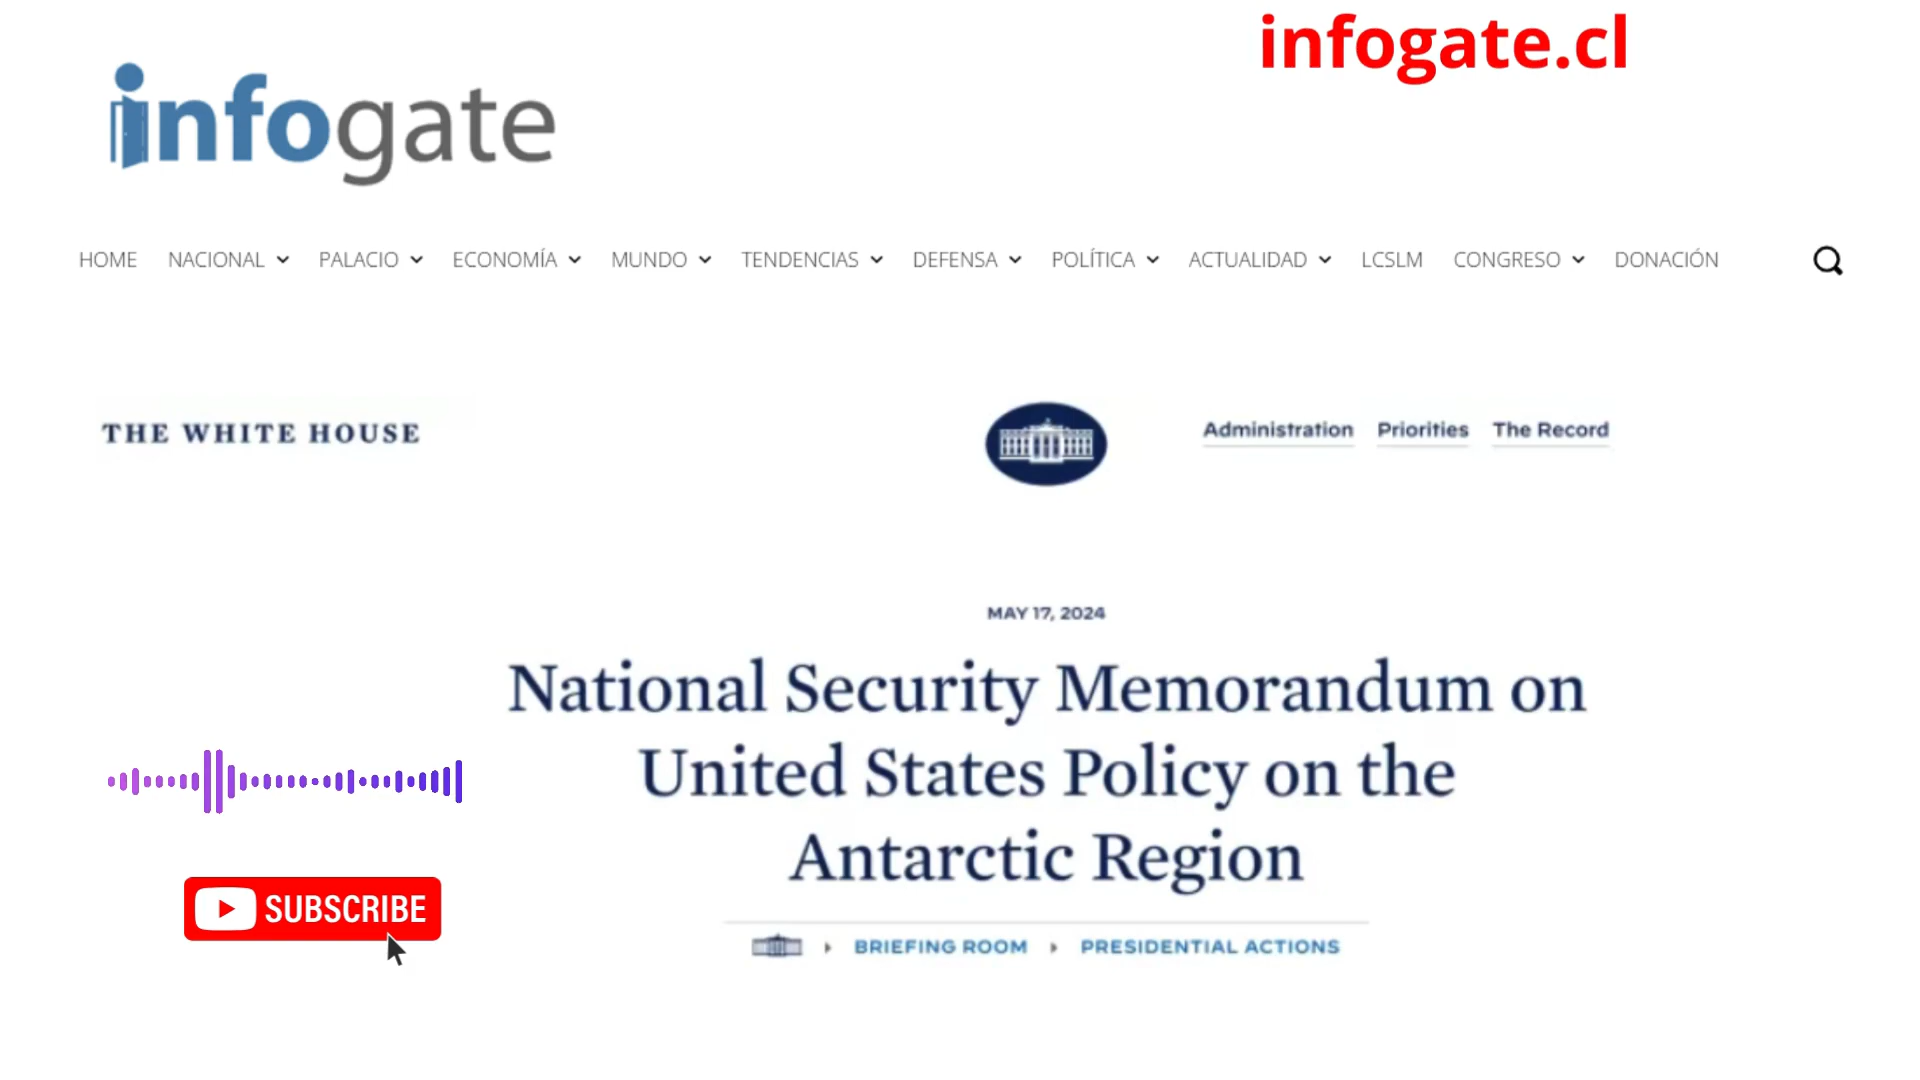 infogate.cl
infogate
HOME NACIONAL PALACIO ECONOMÍA MUNDO TENDENCIAS DEFENSA POLÍTICA ACTUALIDAD LCSLM CONGRESO DONACIÓN
THE WHITE HOUSE
Administration Priorities The Record
MAY 17, 2024
National Security Memorandum on
United States Policy on the
Antarctic Region
SUBSCRIBE
BRIEFING ROOM PRESIDENTIAL ACTIONS